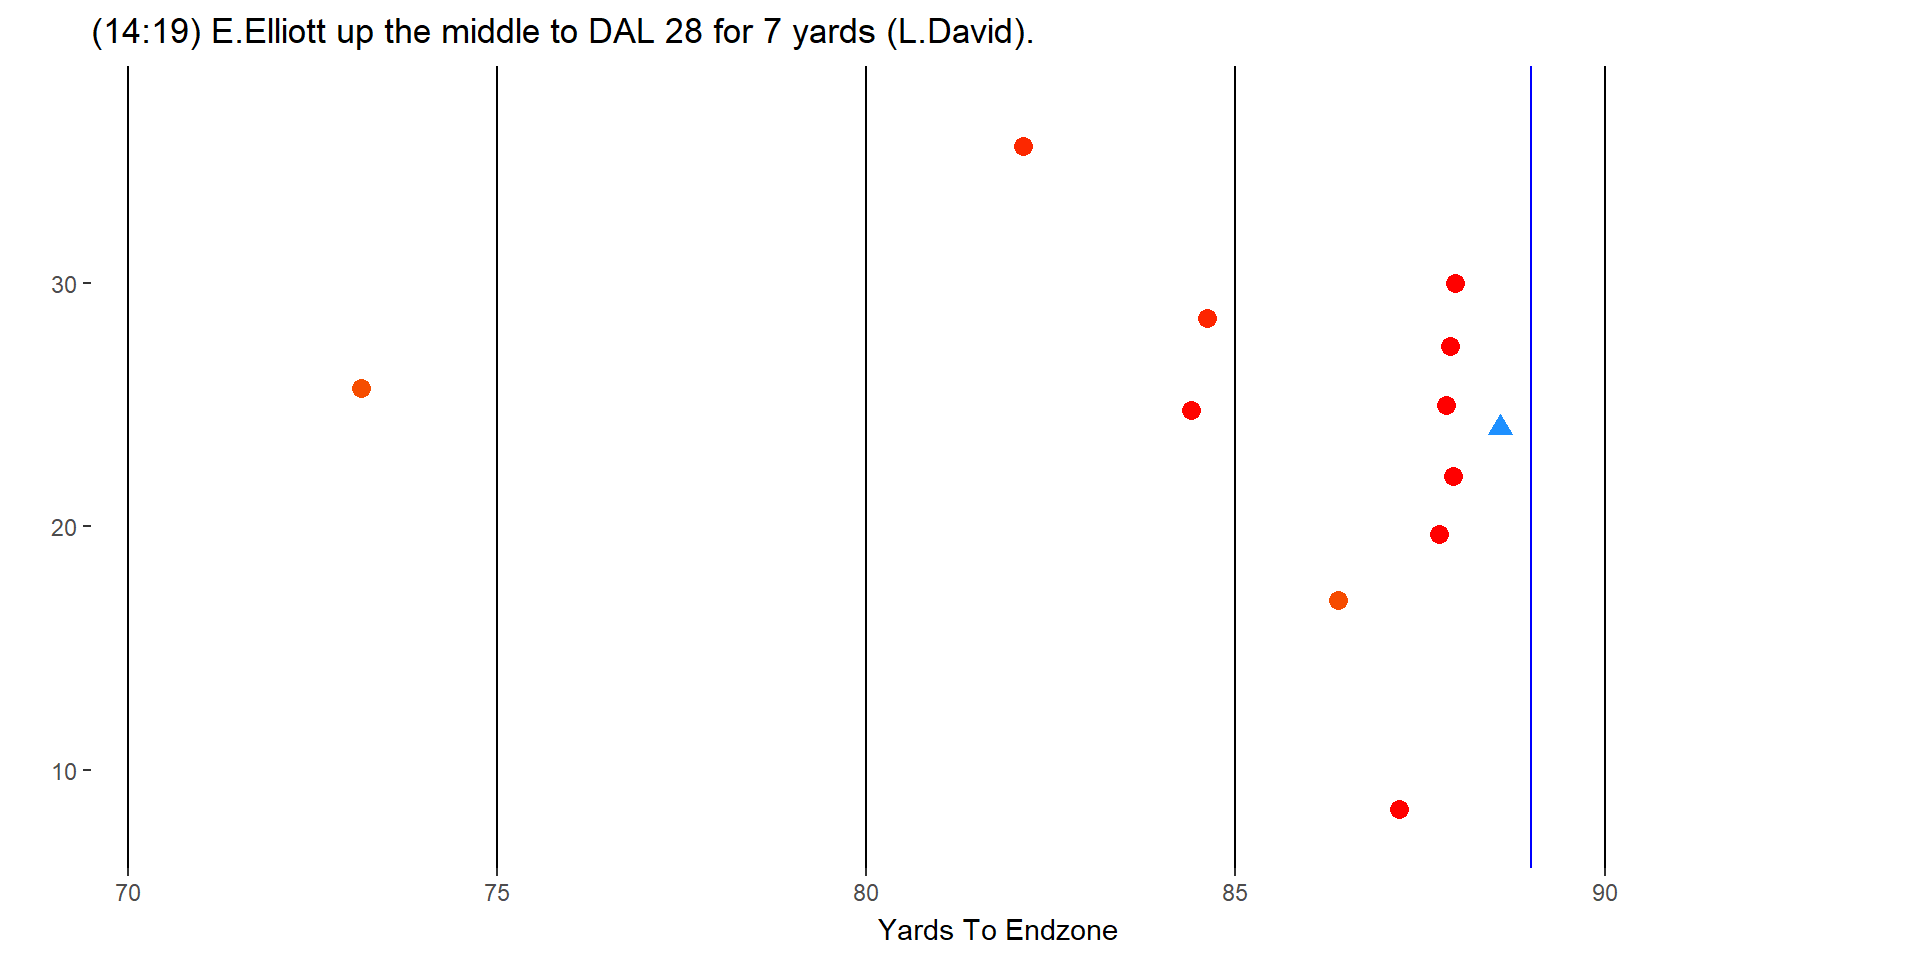 (14:19) E.Elliott up the middle to DAL 28 for 7 yards (L.David).
30
20
10
70 75 80 85 90
Yards To Endzone